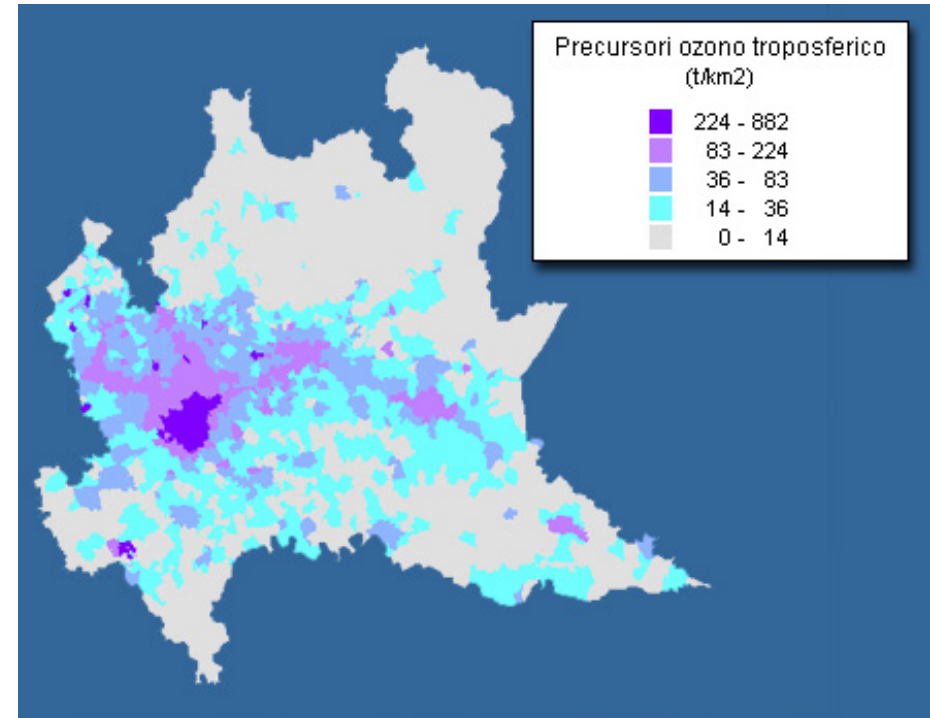 Precursori ozono troposferico
(t/km2)
224 - 882
83 - 224
36 - 83
14 - 36
0 - 14